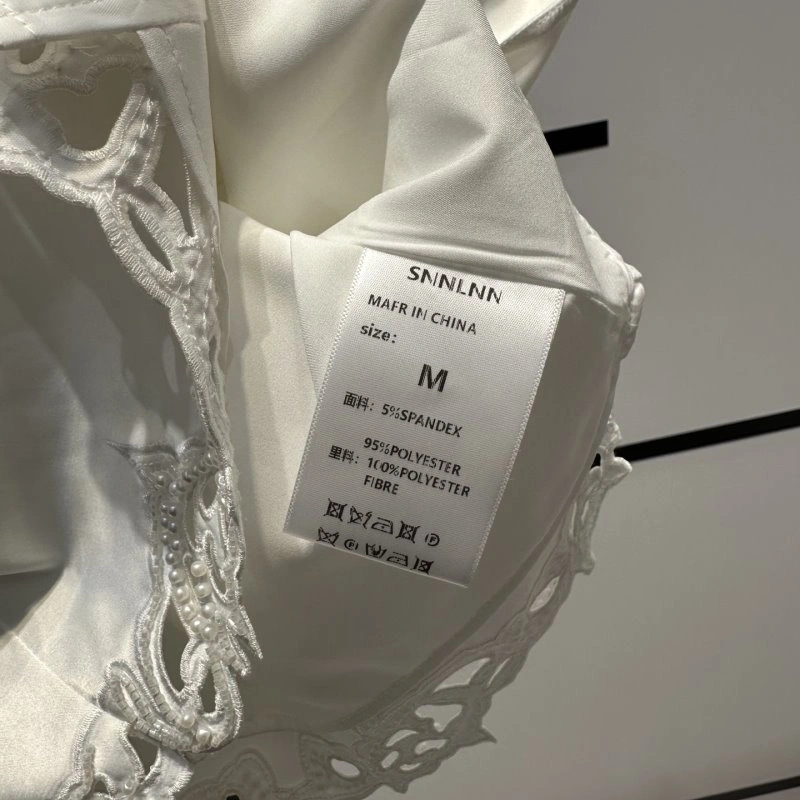 SNNLNN
MAFR IN CHINA
size:
M
面料: 5%SPANDEX
95%POLYESTER
里料: 100%POLYESTER
FIBRE